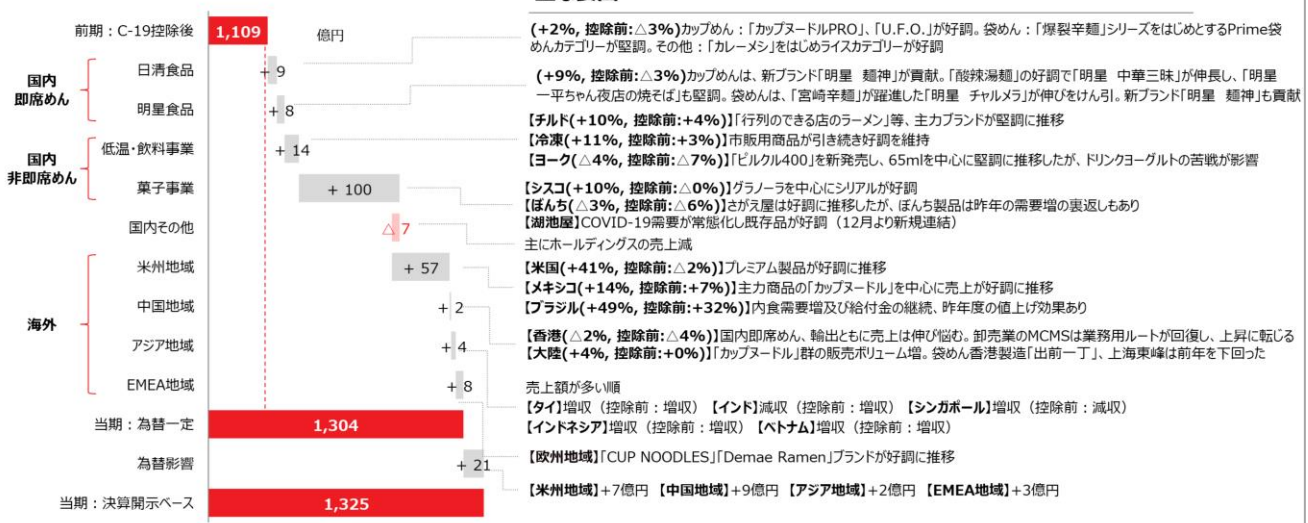 前期：C-19控除後
1,109
億円
国内
即席めん
日清食品
+ 9
(+2%, 控除前:△3%)カップめん：「カップヌードルPRO」、「U.F.O.」が好調。袋めん：「爆裂辛麺」シリーズをはじめとするPrime袋
めんカテゴリーが堅調。その他：「カレーメシ」をはじめライスカテゴリーが好調
明星食品
+ 8
(+9%, 控除前:△3%)カップめんは、新ブランド「明星 麺神」が貢献。「酸辣湯麺」の好調で「明星 中華三昧」が伸長し、「明星
一平ちゃん夜店の焼そば」も堅調。袋めんは、「宮崎辛麺」が躍進した「明星 チャルメラ」が伸びをけん引。新ブランド「明星 麺神」も貢献
国内
非即席めん
低温・飲料事業
+ 14
【チルド(+10%, 控除前:+4%)】「行列のできる店のラーメン」等、主力ブランドが堅調に推移
【冷凍(+11%, 控除前:+3%)】市販用商品が引き続き好調を維持
【ヨーク(△4%, 控除前:△7%)】「ピルクル400」を新発売し、65mlを中心に堅調に推移したが、ドリンクヨーグルトの苦戦が影響
菓子事業
+ 100
【シスコ(+10%, 控除前:△0%)】グラノーラを中心にシリアルが好調
【ぼんち(△3%, 控除前:△6%)】さがえ屋は好調に推移したが、ぼんち製品は昨年の需要増の裏返しもあり
【湖池屋】COVID-19需要が常態化し既存品が好調（12月より新規連結）
国内その他
△ 7
主にホールディングスの売上減
海外
米州地域
+ 57
【米国(+41%, 控除前:△2%)】プレミアム製品が好調に推移
【メキシコ(+14%, 控除前:+7%)】主力商品の「カップヌードル」を中心に売上が好調に推移
【ブラジル(+49%, 控除前:+32%)】内食需要増及び給付金の継続、昨年度の値上げ効果あり
中国地域
+ 2
【香港(△2%, 控除前:△4%)】国内即席めん、輸出ともに売上は伸び悩む。卸売業のMCMSは業務用ルートが回復し、上昇に転じる
【大陸(+4%, 控除前:+0%)】「カップヌードル」群の販売ボリューム増。袋めん香港製造「出前一丁」、上海東峰は前年を下回った
アジア地域
+ 4
売上額が多い順
【タイ】増収（控除前：増収）【インド】減収（控除前：増収）【シンガポール】増収（控除前：減収）
【インドネシア】増収（控除前：増収）【ベトナム】増収（控除前：増収）
EMEA地域
+ 8
【欧州地域】「CUP NOODLES」「Demae Ramen」ブランドが好調に推移
当期：為替一定
1,304
為替影響
+ 21
【米州地域】+7億円 【中国地域】+9億円 【アジア地域】+2億円 【EMEA地域】+3億円
当期：決算開示ベース
1,325